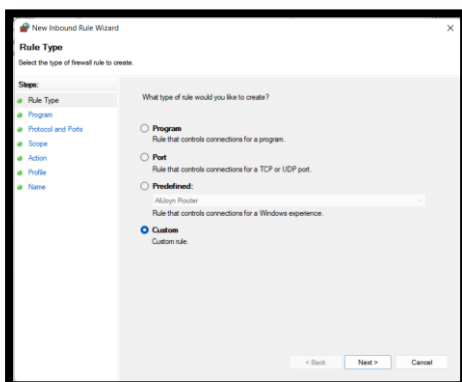 New Inbound Rule Wizard
Rule Type
Select the type of firewall rule to create.
Steps:
Rule Type
Program
Protocol and Ports
Scope
Action
Profile
Name
What type of rule would you like to create?
Program
Rule that controls connections for a program.
Port
Rule that controls connections for a TCP or UDP port.
Predefined:
AllJoyn Router
Rule that controls connections for a Windows experience.
Custom
Custom rule.
< Back
Next >
Cancel